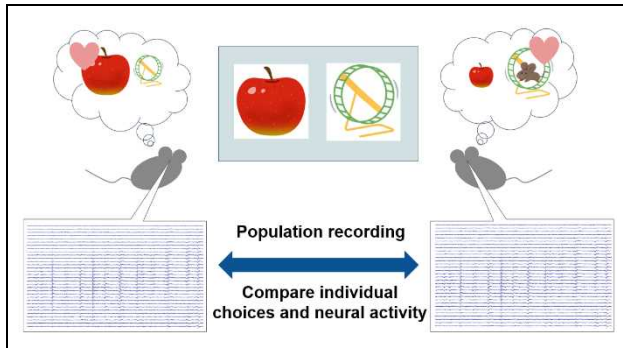 Population recording
Compare individual
choices and neural activity